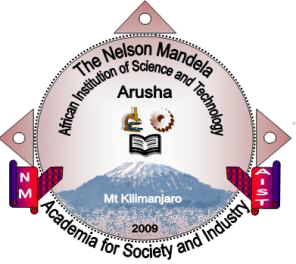 The Nelson Mandela
African Institution of Science and Technology
Arusha
Mt Kilimanjaro
NM
AIST
2009
Academia for Society and Industry